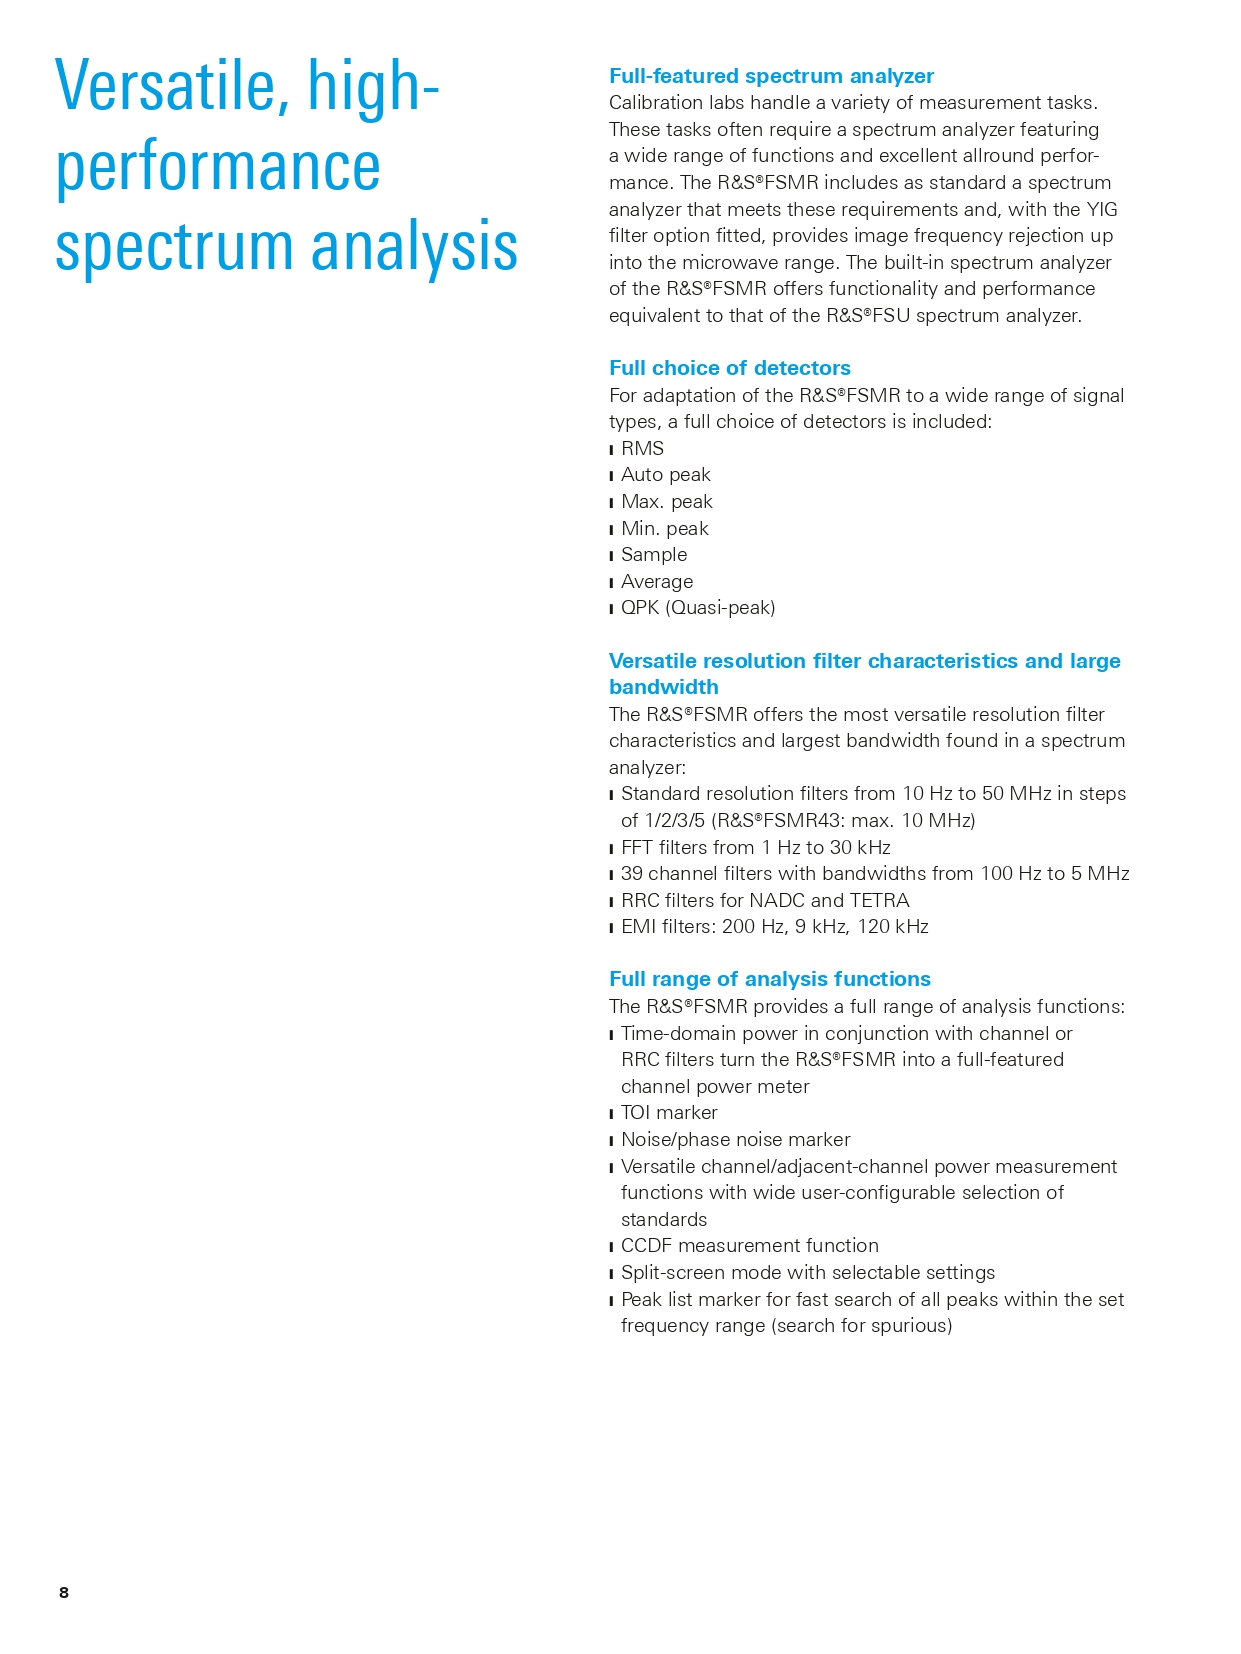 Versatile, high-
performance
spectrum analysis
Full-featured spectrum analyzer
Calibration labs handle a variety of measurement tasks.
These tasks often require a spectrum analyzer featuring
a wide range of functions and excellent allround perfor-
mance. The R&S®FSMR includes as standard a spectrum
analyzer that meets these requirements and, with the YIG
filter option fitted, provides image frequency rejection up
into the microwave range. The built-in spectrum analyzer
of the R&S®FSMR offers functionality and performance
equivalent to that of the R&S®FSU spectrum analyzer.
Full choice of detectors
For adaptation of the R&S®FSMR to a wide range of signal
types, a full choice of detectors is included:
ı RMS
ı Auto peak
ı Max. peak
ı Min. peak
ı Sample
ı Average
ı QPK (Quasi-peak)
Versatile resolution filter characteristics and large
bandwidth
The R&S®FSMR offers the most versatile resolution filter
characteristics and largest bandwidth found in a spectrum
analyzer:
ı Standard resolution filters from 10 Hz to 50 MHz in steps
of 1/2/3/5 (R&S®FSMR43: max. 10 MHz)
ı FFT filters from 1 Hz to 30 kHz
ı 39 channel filters with bandwidths from 100 Hz to 5 MHz
ı RRC filters for NADC and TETRA
ı EMI filters: 200 Hz, 9 kHz, 120 kHz
Full range of analysis functions
The R&S®FSMR provides a full range of analysis functions:
ı Time-domain power in conjunction with channel or
RRC filters turn the R&S®FSMR into a full-featured
channel power meter
ı TOI marker
ı Noise/phase noise marker
ı Versatile channel/adjacent-channel power measurement
functions with wide user-configurable selection of
standards
ı CCDF measurement function
ı Split-screen mode with selectable settings
ı Peak list marker for fast search of all peaks within the set
frequency range (search for spurious)
8